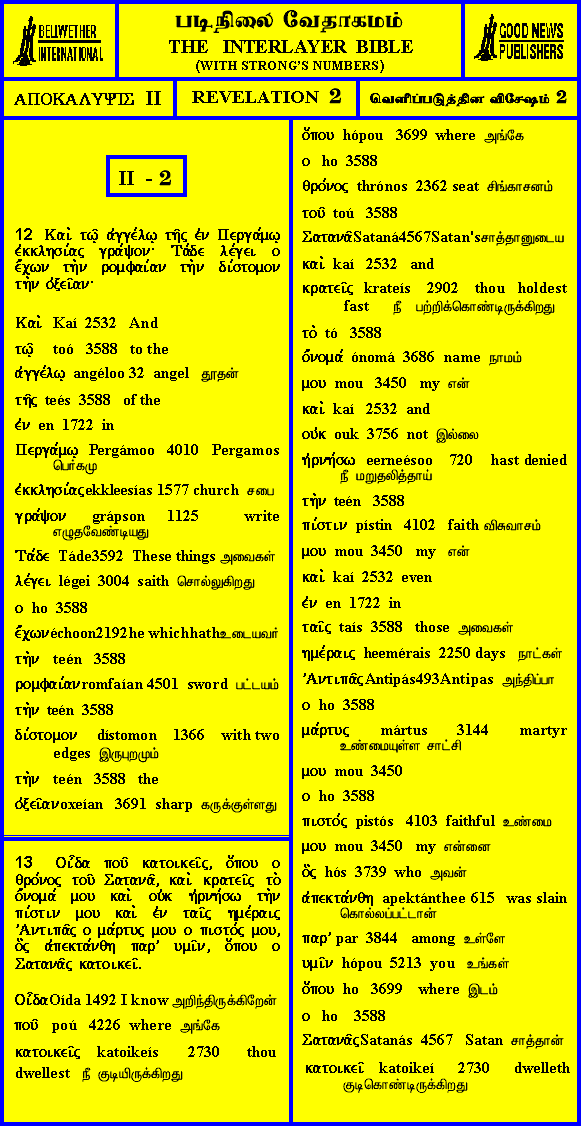 BELLWETHER
INTERNATIONAL
படிநிலை வேதாகமம்
THE INTERLAYER BIBLE
(WITH STRONG'S NUMBERS)
GOOD NEWS
PUBLISHERS
ΑΠΟΚΑΛΥΨΙΣ II
REVELATION 2
வெளிப்படுத்தின விசேஷம் 2
II - 2
12 Καὶ τῷ ἀγγέλῳ τῆς ἐν Περγάμῳ
ἐκκλησίας γράψον· Τάδε λέγει ο
ἔχων τὴν ρομφαίαν τὴν δίστομον
τὴν ὀξεῖαν·
Καὶ Kaí 2532 And
τῷ toó 3588 to the
ἀγγέλῳ angéloo 32 angel தூதன்
τῆς teés 3588 of the
ἐν en 1722 in
Περγάμῳ Pergámoo 4010 Pergamos
பெர்கமு
ἐκκλησίας ekkleesías 1577 church சபை
γράψον grápson 1125 write
எழுதவேண்டியது
Τάδε Táde3592 These things அவைகள்
λέγει légei 3004 saith சொல்லுகிறது
ο ho 3588
ἔχων échoon2192he whichhath உடையவர்
τὴν teén 3588
ρομφαίαν romfaían 4501 sword பட்டயம்
τὴν teén 3588
δίστομον dístomon 1366 with two
edges இருபுறமும்
τὴν teén 3588 the
ὀξεῖαν oxeían 3691 sharp கருக்குள்ளது
13 Οἶδα ποῦ κατοικεῖς, ὅπου ο
θρόνος τοῦ Σατανᾶ, καὶ κρατεῖς τὸ
ὄνομά μου καὶ οὐκ ἠρνήσω τὴν
πίστιν μου καὶ ἐν ταῖς ημέραις
Ἀντιπᾶς ο μάρτυς μου ο πιστός μου,
ὃς ἀπεκτάνθη παρ' υμῖν, ὅπου ο
Σατανᾶς κατοικεῖ.
Οἶδα Oída 1492 I know அறிந்திருக்கிறேன்
ποῦ poú 4226 where அங்கே
κατοικεῖς katoikeís 2730 thou
dwellest நீ குடியிருக்கிறது
ὅπου hópou 3699 where அங்கே
ο ho 3588
θρόνος thrónos 2362 seat சிங்காசனம்
τοῦ toú 3588
Σατανᾶ Sataná4567Satan's சாத்தானுடைய
καὶ kaí 2532 and
κρατεῖς krateís 2902 thou holdest
fast நீ பற்றிக்கொண்டிருக்கிறது
τὸ tó 3588
ὄνομά ónomá 3686 name நாமம்
μου mou 3450 my என்
καὶ kaí 2532 and
οὐκ ouk 3756 not இல்லை
ἠρνήσω eerneésoo 720 hast denied
நீ மறுதலித்தாய்
τὴν teén 3588
πίστιν pístin 4102 faith விசுவாசம்
μου mou 3450 my என்
καὶ kaí 2532 even
ἐν en 1722 in
ταῖς taís 3588 those அவைகள்
ημέραις heemérais 2250 days நாட்கள்
Ἀντιπᾶς Antipás493Antipas அந்திப்பா
ο ho 3588
μάρτυς mártus 3144 martyr
உண்மையுள்ள சாட்சி
μου mou 3450
ο ho 3588
πιστός pistós 4103 faithful உண்மை
μου mou 3450 my என்னை
ὃς hós 3739 who அவன்
ἀπεκτάνθη apektánthee 615 was slain
கொல்லப்பட்டான்
παρ' par 3844 among உள்ளே
υμῖν hópou 5213 you உங்கள்
ὅπου ho 3699 where இடம்
ο ho 3588
Σατανᾶς Satanás 4567 Satan சாத்தான்
κατοικεῖ katoikeí 2730 dwelleth
குடிகொண்டிருக்கிறது